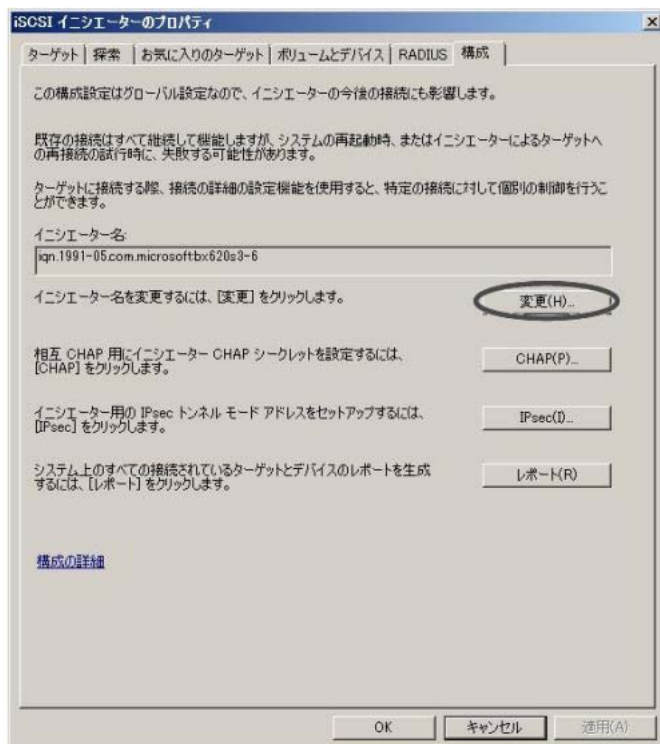 iSCSI イニシエーターのプロパティ
ターゲット 探索 お気に入りのターゲット ボリュームとデバイス RADIUS 構成
この構成設定はグローバル設定なので、イニシエーターの今後の接続にも影響します。
既存の接続はすべて継続して機能しますが、システムの再起動時、またはイニシエーターによるターゲットへ
の再接続の試行時に、失敗する可能性があります。
ターゲットに接続する際、接続の詳細の設定機能を使用すると、特定の接続に対して個別の制御を行うこ
とができます。
イニシエーター名:
iqn.1991-05.com.microsoft:bx620s3-6
イニシエーター名を変更するには、[変更] をクリックします。
変更(H)...
相互 CHAP 用にイニシエーター CHAP シークレットを設定するには、
[CHAP] をクリックします。
CHAP(P)...
イニシエーター用の IPsec トンネル モード アドレスをセットアップするには、
[IPsec] をクリックします。
IPsec(I)...
システム上のすべての接続されているターゲットとデバイスのレポートを生成
するには、[レポート] をクリックします。
レポート(R)
構成の詳細
OK キャンセル 適用(A)